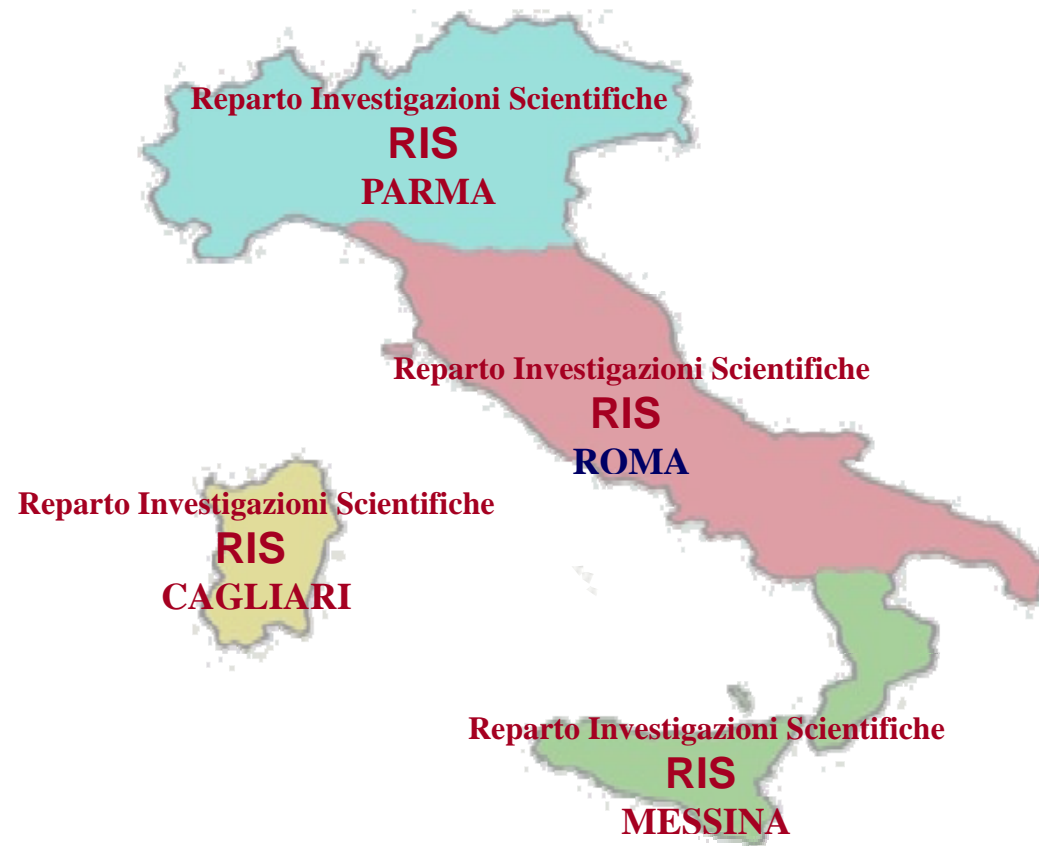 Reparto Investigazioni Scientifiche
RIS
PARMA
Reparto Investigazioni Scientifiche
RIS
ROMA
Reparto Investigazioni Scientifiche
RIS
CAGLIARI
Reparto Investigazioni Scientifiche
RIS
MESSINA